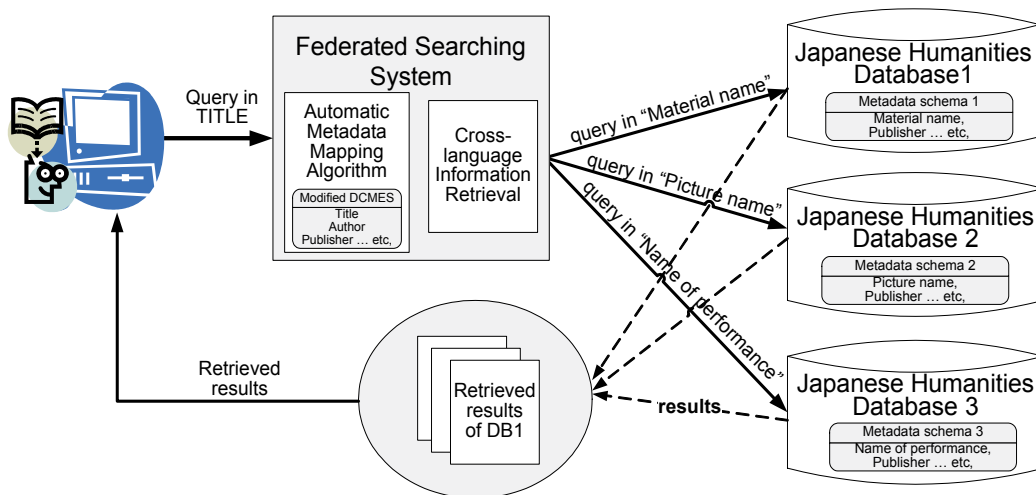 Query in
TITLE
Federated Searching
System
Automatic
Metadata
Mapping
Algorithm
Modified DCMES
Title
Author
Publisher … etc,
Cross-
language
Information
Retrieval
query in “Material name”
query in “Picture name”
query in “Name of performance”
Japanese Humanities
Database1
Metadata schema 1
Material name,
Publisher … etc,
Japanese Humanities
Database 2
Metadata schema 2
Picture name,
Publisher … etc,
Japanese Humanities
Database 3
Metadata schema 3
Name of performance,
Publisher … etc,
results
Retrieved
results
of DB1
Retrieved
results